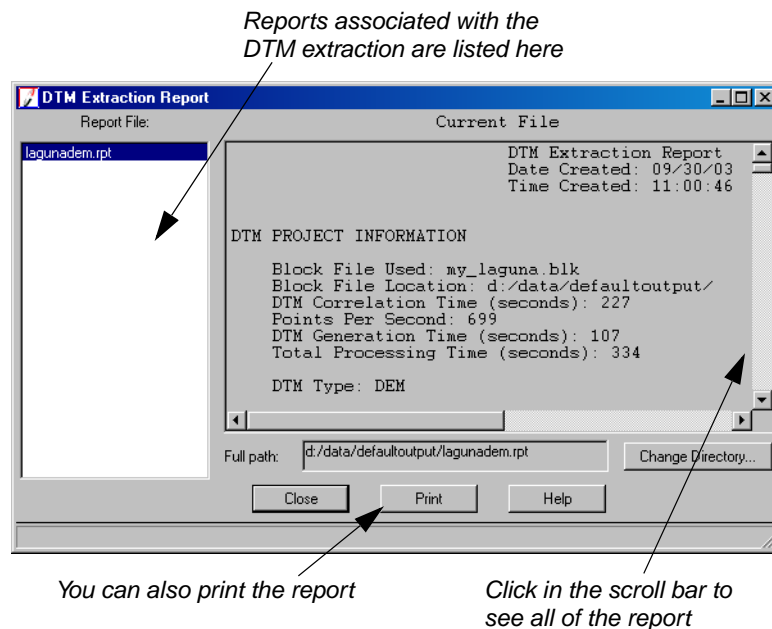 Reports associated with the
DTM extraction are listed here
DTM Extraction Report
Report File:
Current File
lagunadem.rpt
DTM Extraction Report
Date Created: 09/30/03
Time Created: 11:00:46
DTM PROJECT INFORMATION
Block File Used: my_laguna.blk
Block File Location: d:/data/defaultoutput/
DTM Correlation Time (seconds): 227
Points Per Second: 699
DTM Generation Time (seconds): 107
Total Processing Time (seconds): 334
DTM Type: DEM
Full path:
d:/data/defaultoutput/lagunadem.rpt
Change Directory...
Close
Print
Help
You can also print the report
Click in the scroll bar to
see all of the report